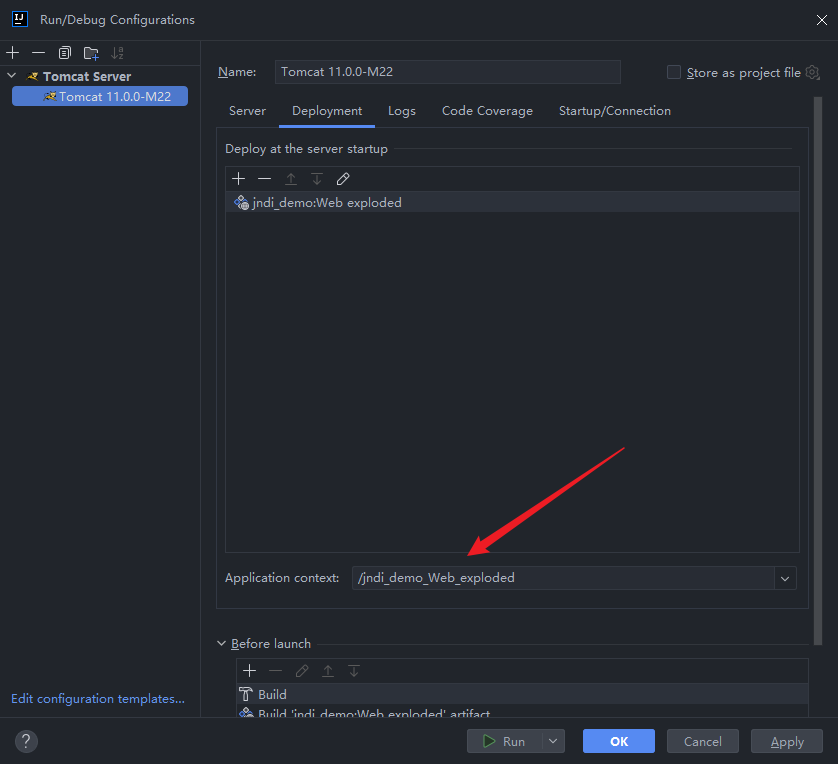 Run/Debug Configurations
Tomcat Server
Tomcat 11.0.0-M22
Edit configuration templates...
Name: Tomcat 11.0.0-M22 Store as project file
Server Deployment Logs Code Coverage Startup/Connection
Deploy at the server startup
jndi_demo:Web exploded
Application context: /jndi_demo_Web_exploded
Before launch
Build
Build 'jndi_demo:Web exploded' artifact
? Run OK Cancel Apply